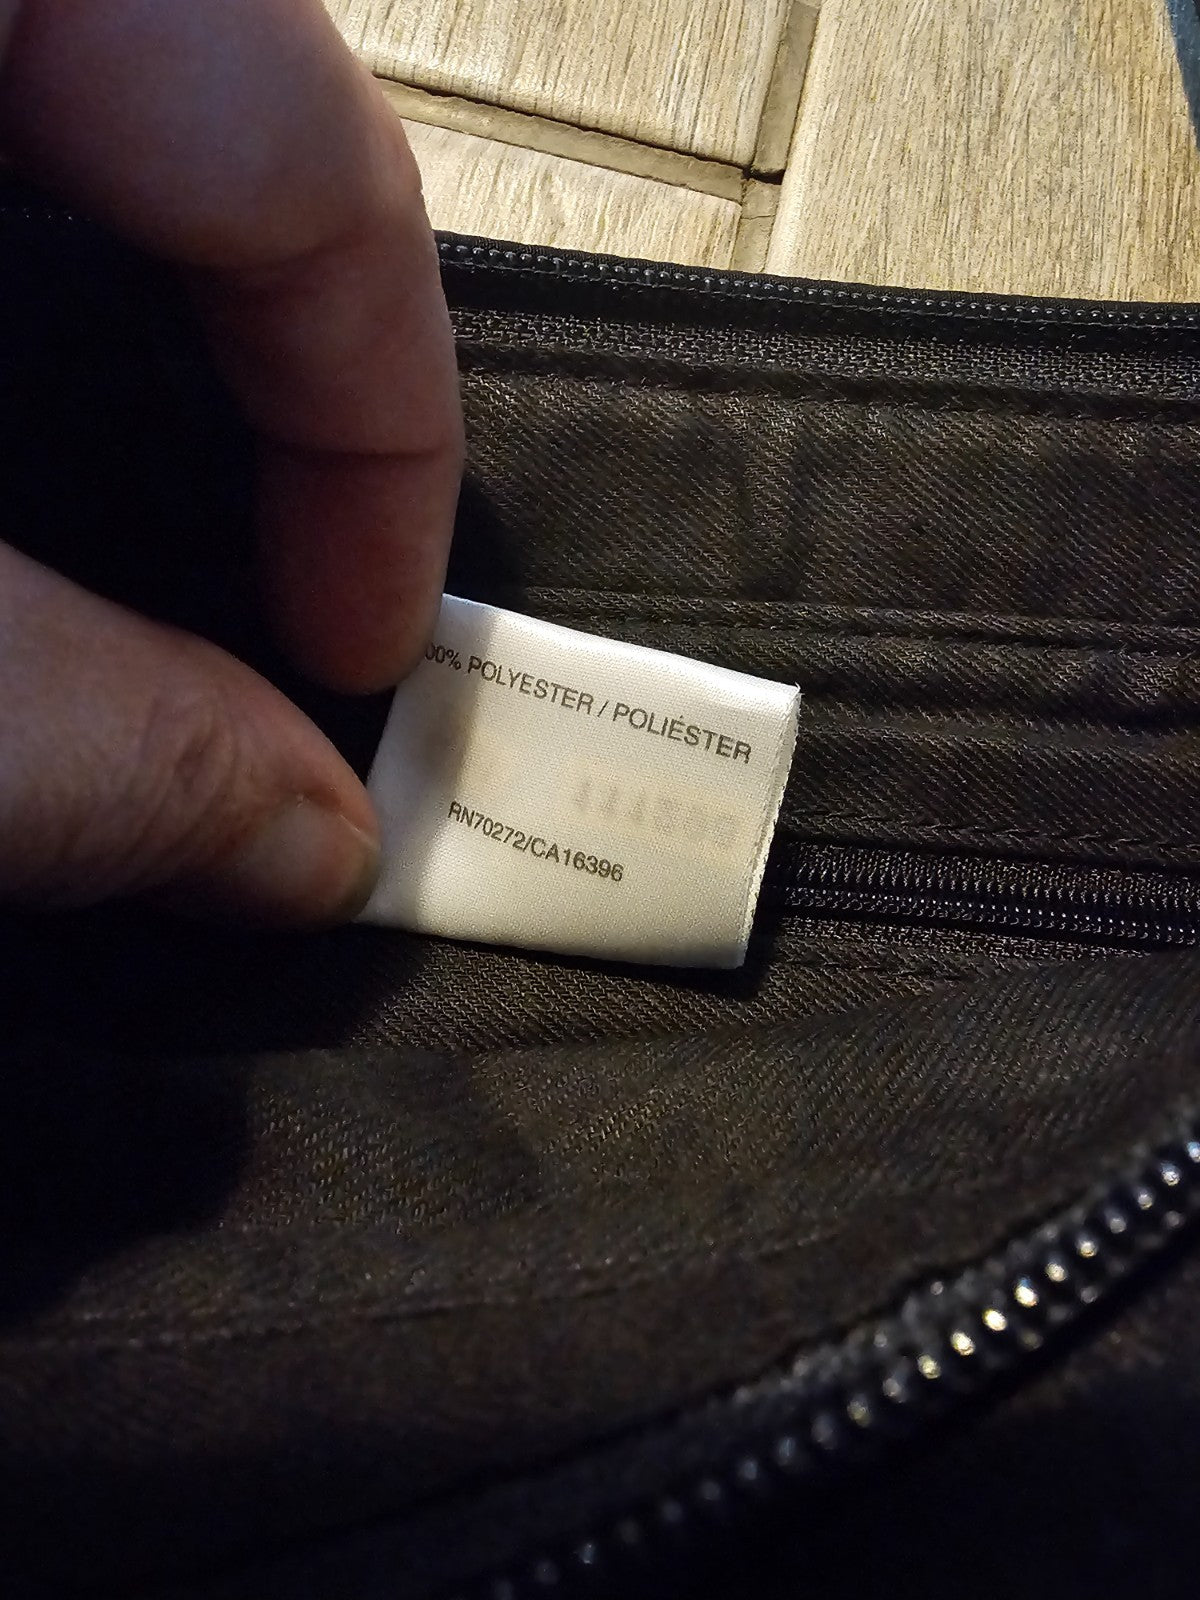 00% POLYESTER / POLIÉSTER
RN70272/CA16396